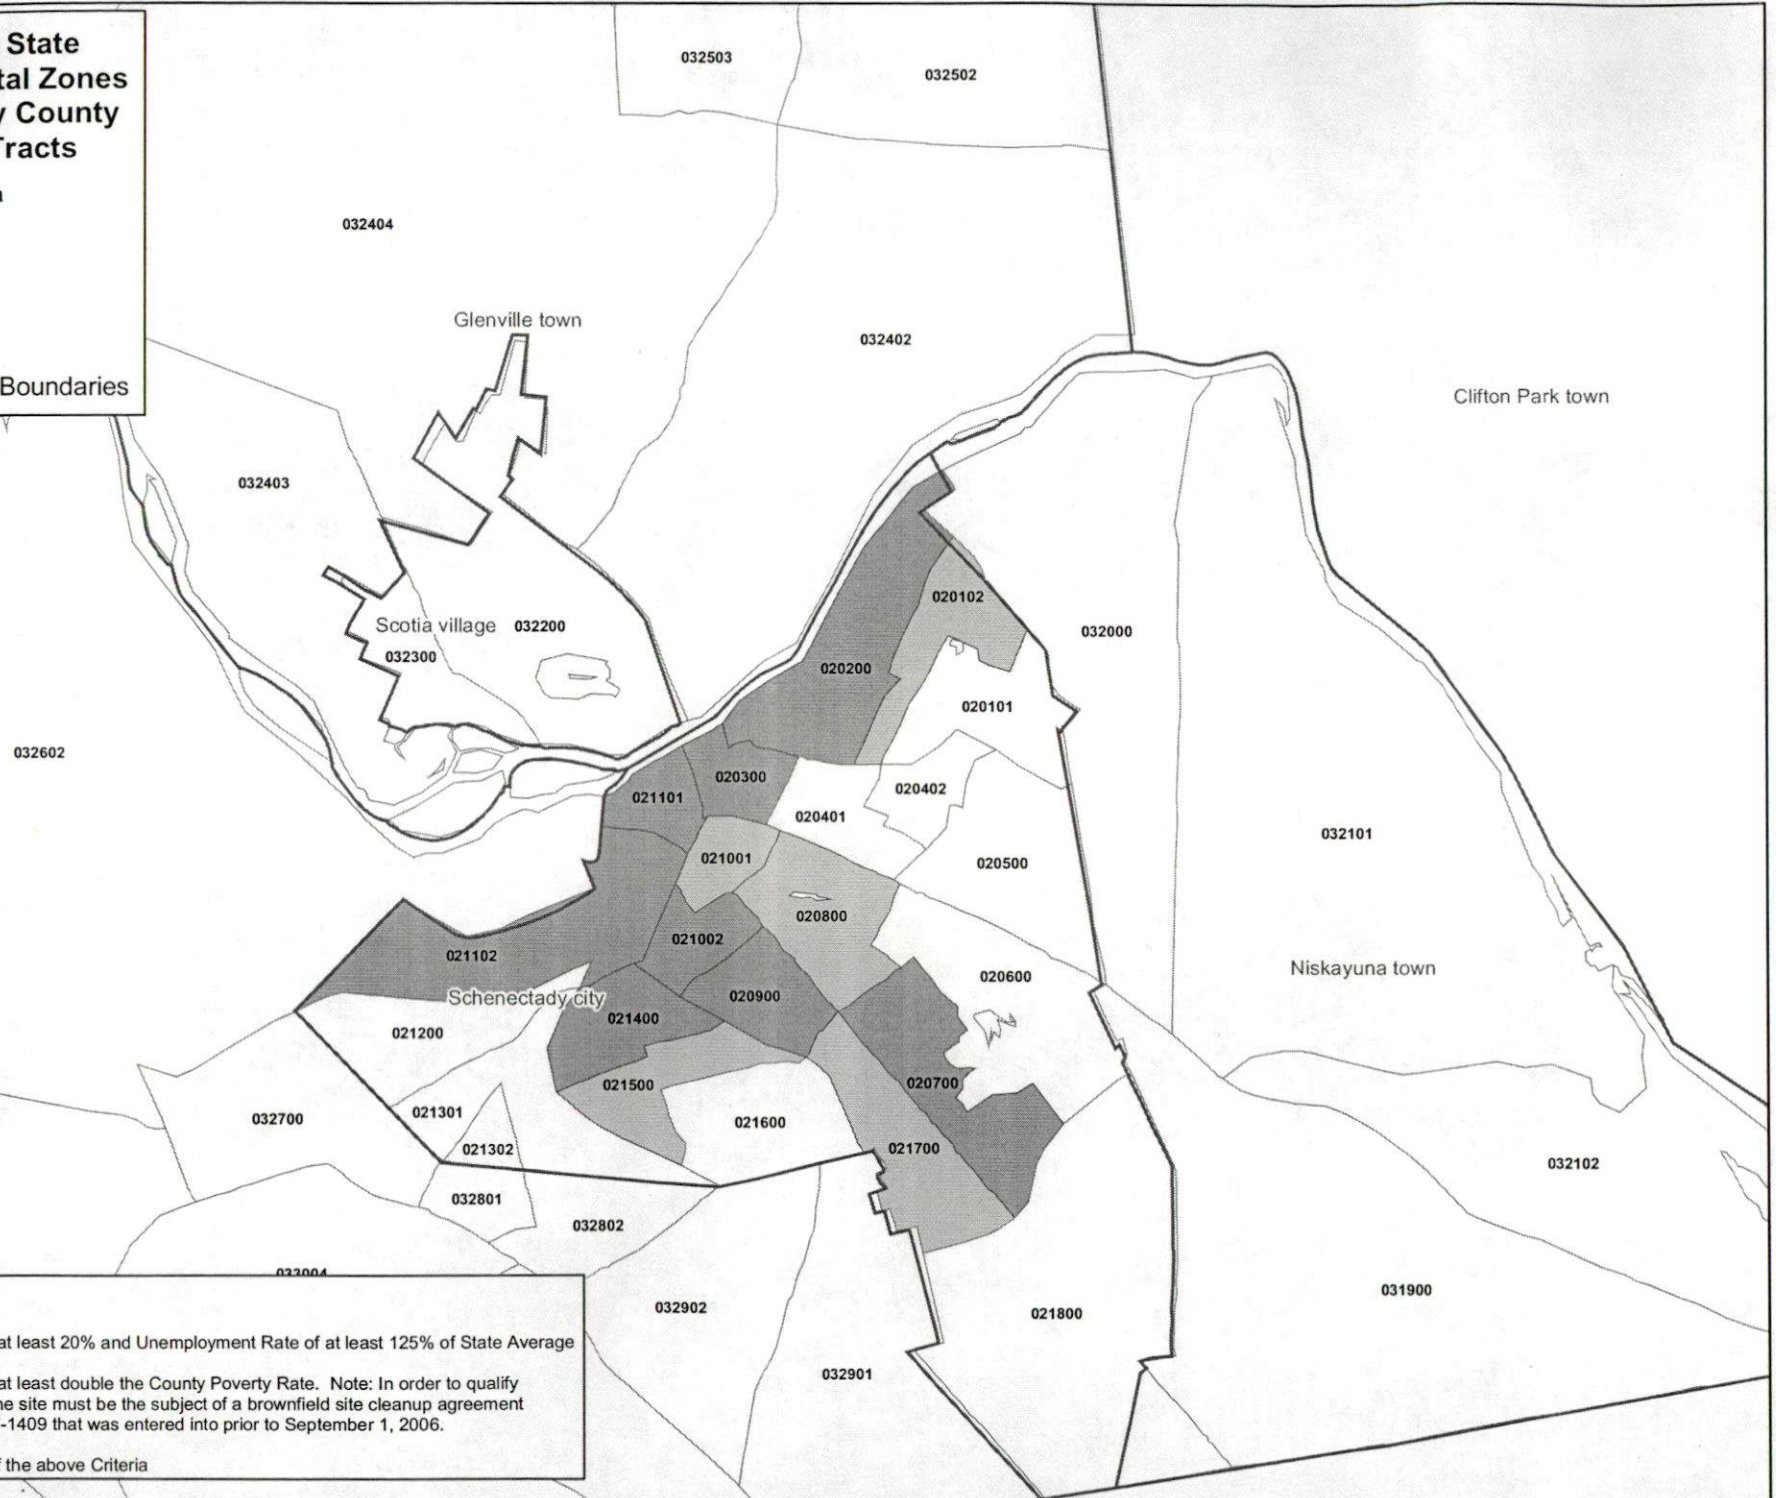 State
tal Zones
y County
Tracts
Boundaries
032503
032502
032404
Glenville town
032402
Clifton Park town
032403
020102
Scotia village
032200
032000
032300
020200
020101
032602
020300
021101
020402
020401
032101
021001
020500
020800
021002
021102
Niskayuna town
020600
020900
Schenectady city
021400
021200
021500
020700
021301
032700
021600
021302
021700
032102
032801
032802
033004
031900
032902
021800
032901
at least 20% and Unemployment Rate of at least 125% of State Average
at least double the County Poverty Rate. Note: In order to qualify
he site must be the subject of a brownfield site cleanup agreement
-1409 that was entered into prior to September 1, 2006.
f the above Criteria